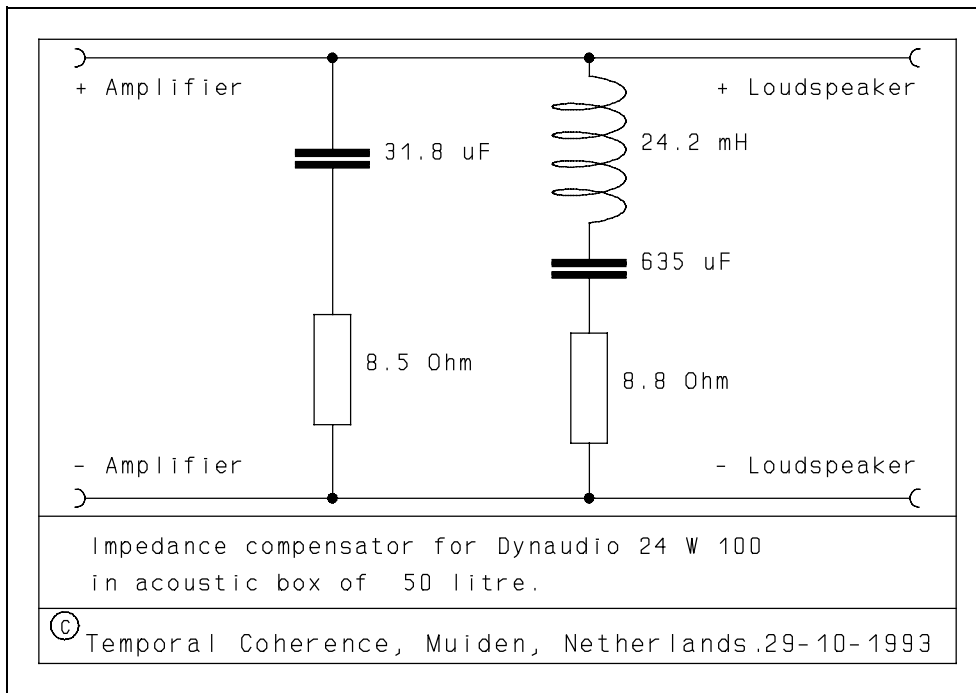 + Amplifier
+ Loudspeaker
31.8 uF
24.2 mH
635 uF
8.5 Ohm
8.8 Ohm
- Amplifier
- Loudspeaker
Impedance compensator for Dynaudio 24 W 100
in acoustic box of 50 litre.
© Temporal Coherence, Muiden, Netherlands.29-10-1993